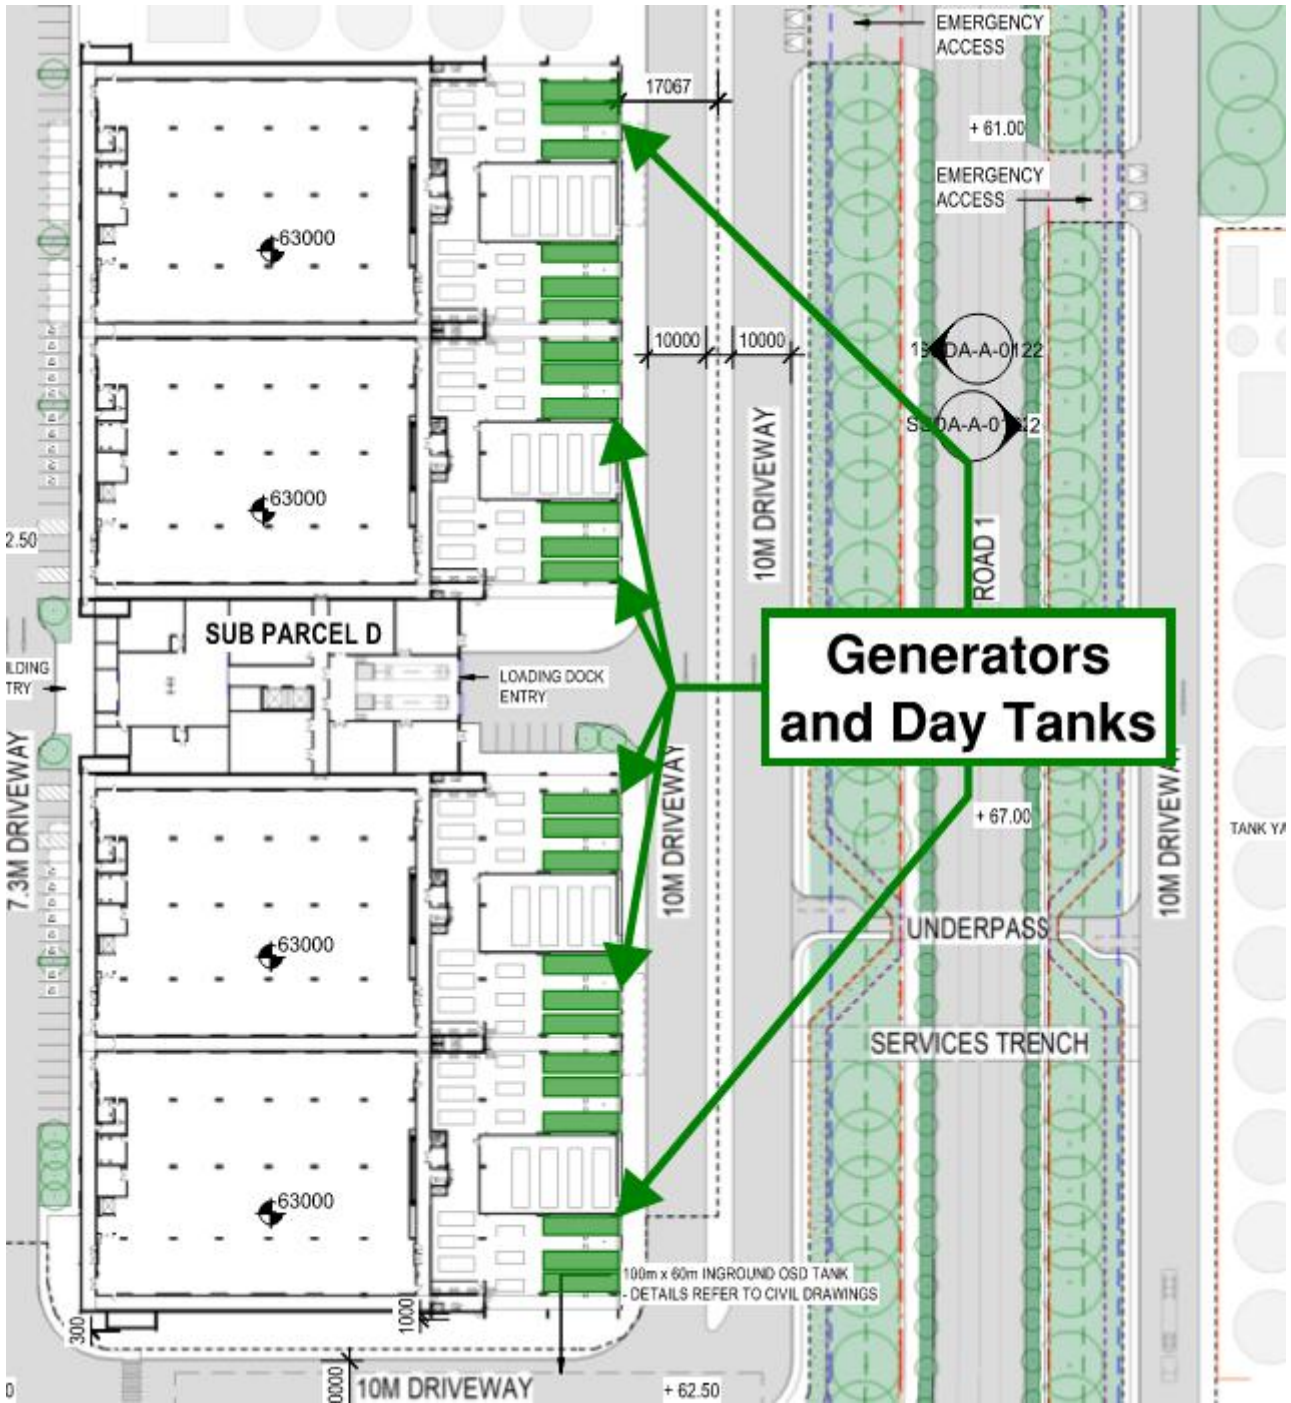 EMERGENCY
ACCESS
17067
+ 61.00
EMERGENCY
ACCESS
+63000
10000
10000
+63000
10M DRIVEWAY
ROAD 1
2.50
SUB PARCEL D
LOADING DOCK
ENTRY
Generators
and Day Tanks
7.3M DRIVEWAY
10M DRIVEWAY
10M DRIVEWAY
+ 67.00
TANK YA
UNDERPASS
+63000
SERVICES TRENCH
+63000
100m x 60m INGROUND OSD TANK
- DETAILS REFER TO CIVIL DRAWINGS
300
1000
0000
10M DRIVEWAY
+ 62.50
0
LDING
TRY